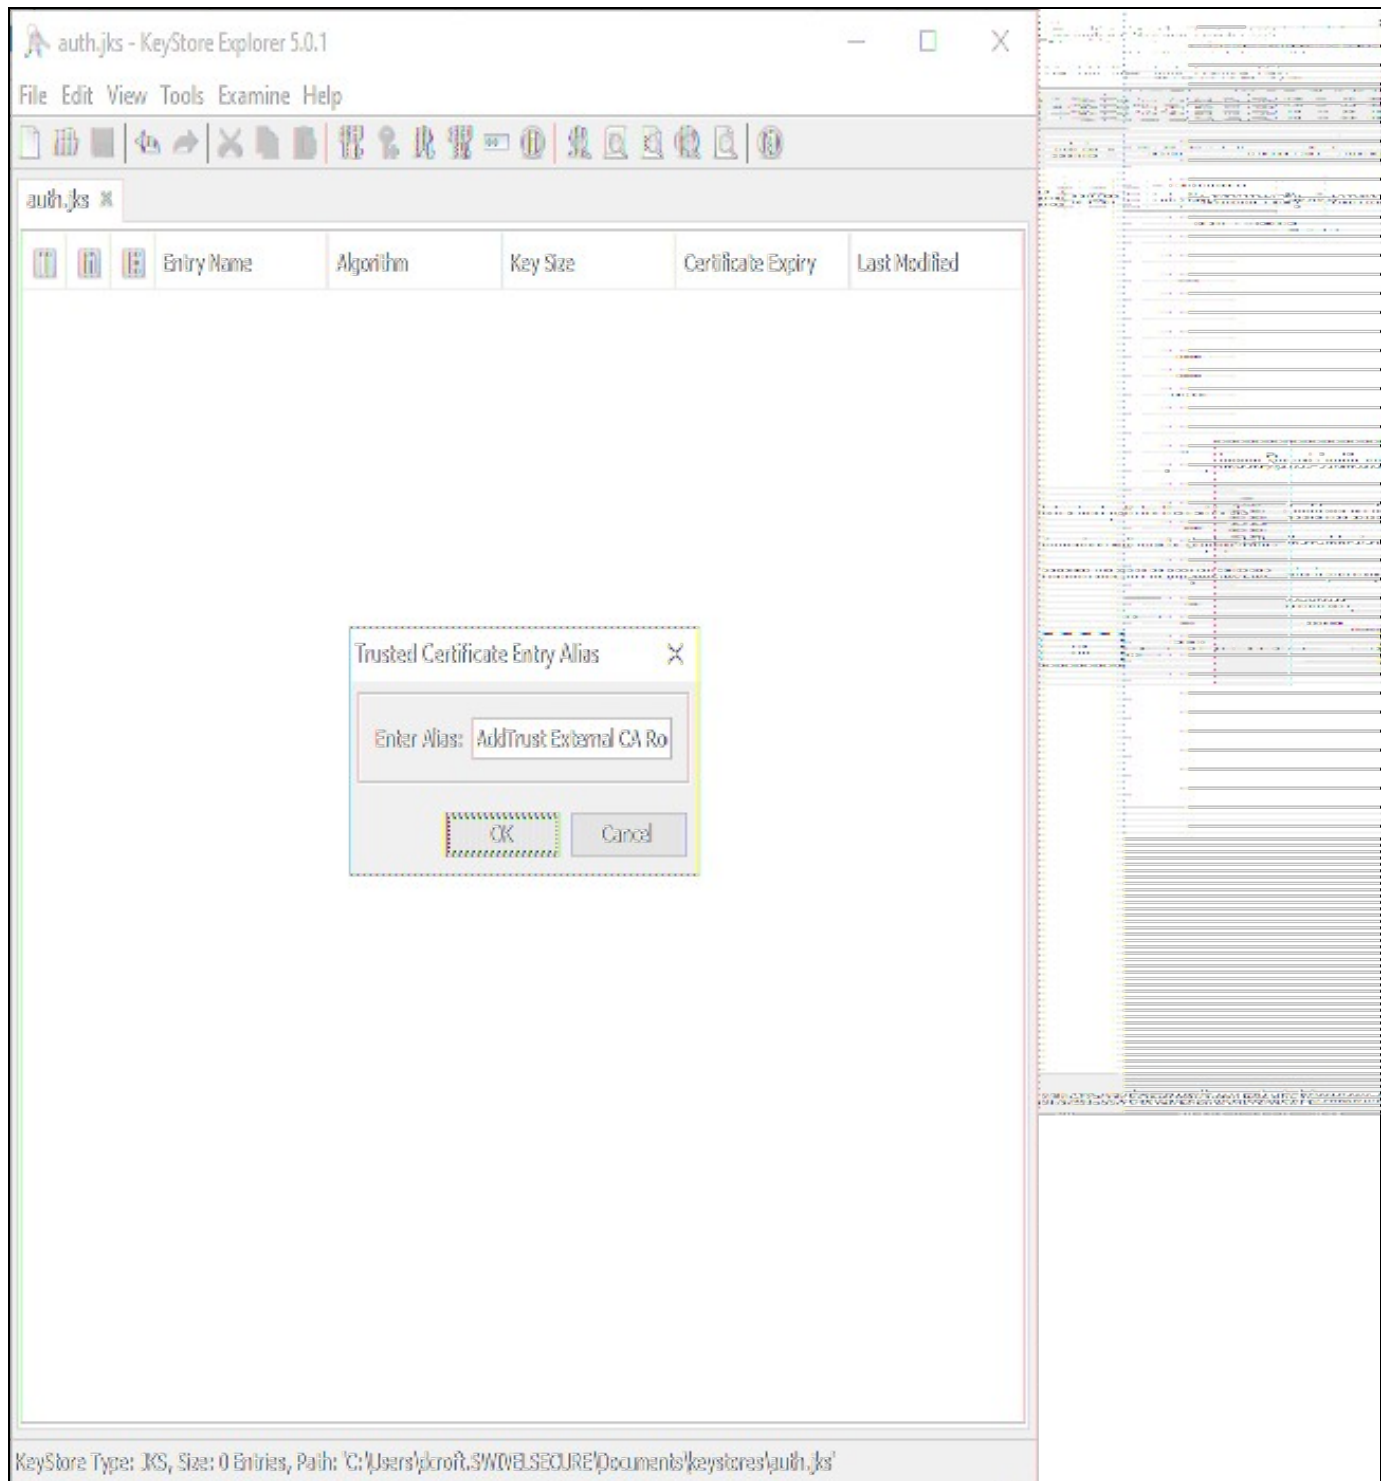 auth.jks - KeyStore Explorer 5.0.1
File Edit View Tools Examine Help
auth.jks
Entry Name Algorithm Key Size Certificate Expiry Last Modified
Trusted Certificate Entry Alias
Enter Alias: AddTrust External CA Ro
OK Cancel
KeyStore Type: JKS, Size: 0 Entries, Path: 'C:\Users\dcroft.SWIVELSECURE\Documents\keystores\auth.jks'